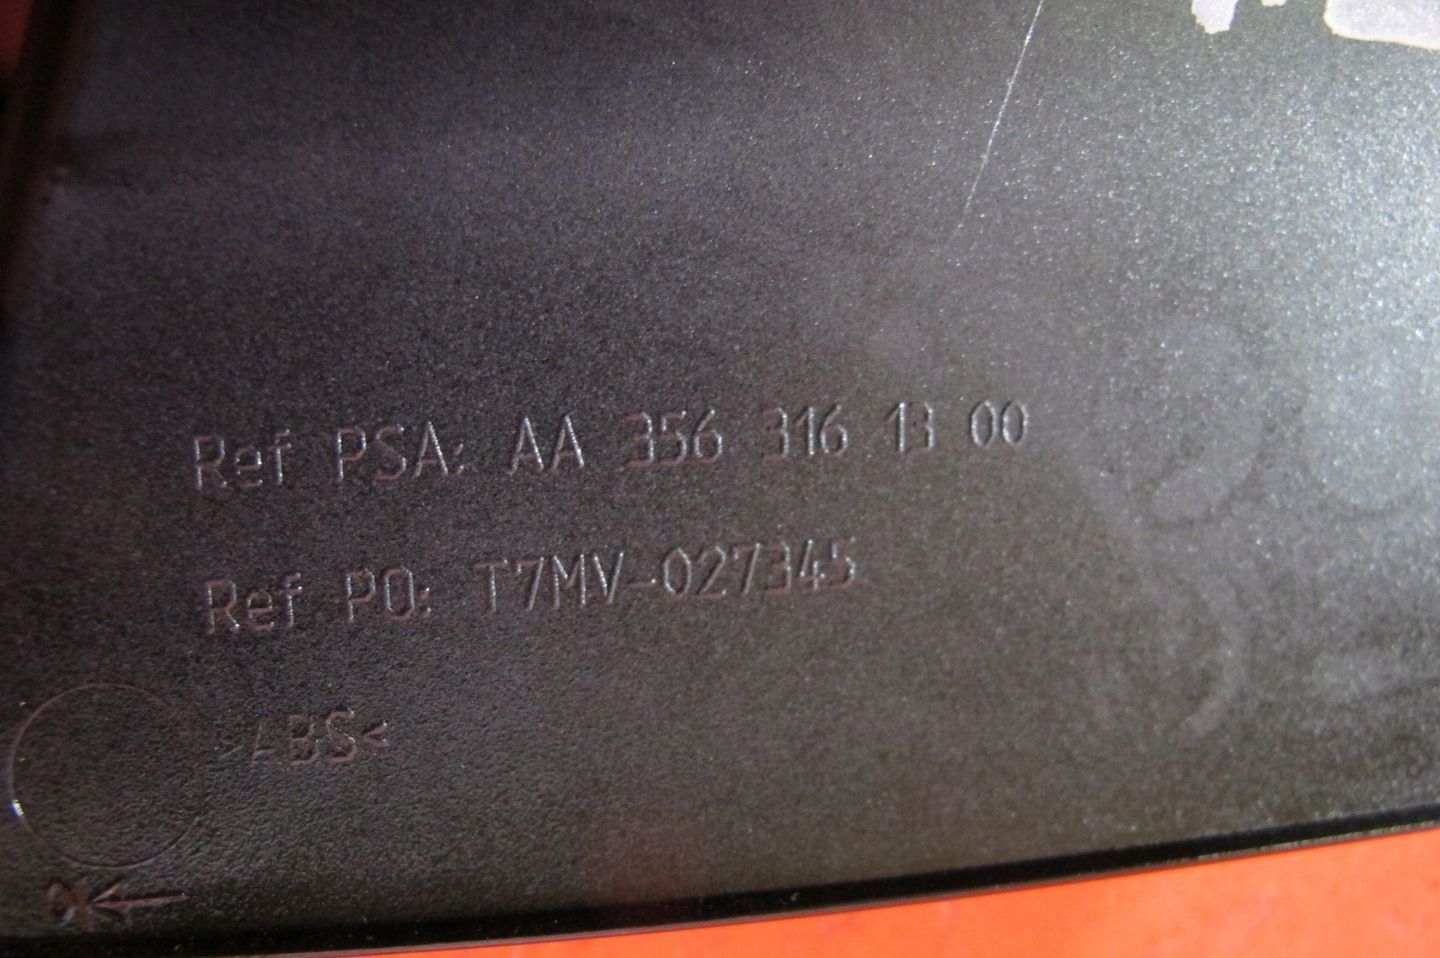 Ref PSA: AA 356 316 13 00
Ref PO: T7MV-027345
>ABS<